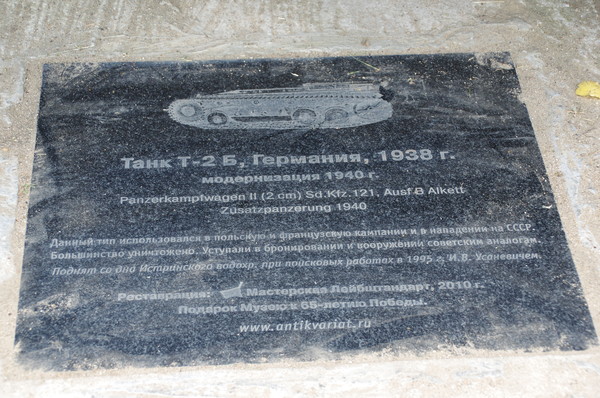 Танк Т-2 Б, Германия, 1938 г.
модернизация 1940 г.
Panzerkampfwagen II (2 cm) Sd.Kfz.121, Ausf B Alkett
Zusatzpanzerung 1940
Данный тип использовался в польскую и французскую кампании и в нападении на СССР.
Большинство уничтожено. Уступали в бронировании и вооружении советским аналогам.
Поднят со дна Истринского водохр. при поисковых работах в 1995 г. И.В. Усаневичем.
Реставрация: Мастерская Лейбштандарт, 2010 г.
Подарок Музею к 65-летию Победы.
www.antikvariat.ru